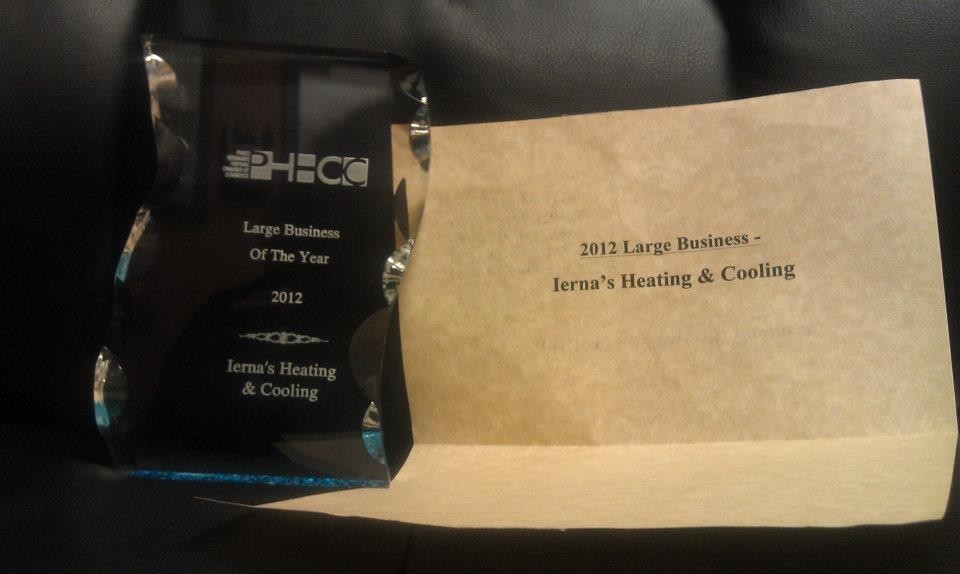 PHCC
Large Business
Of The Year
2012
Ierna's Heating
& Cooling
2012 Large Business -
Ierna's Heating & Cooling